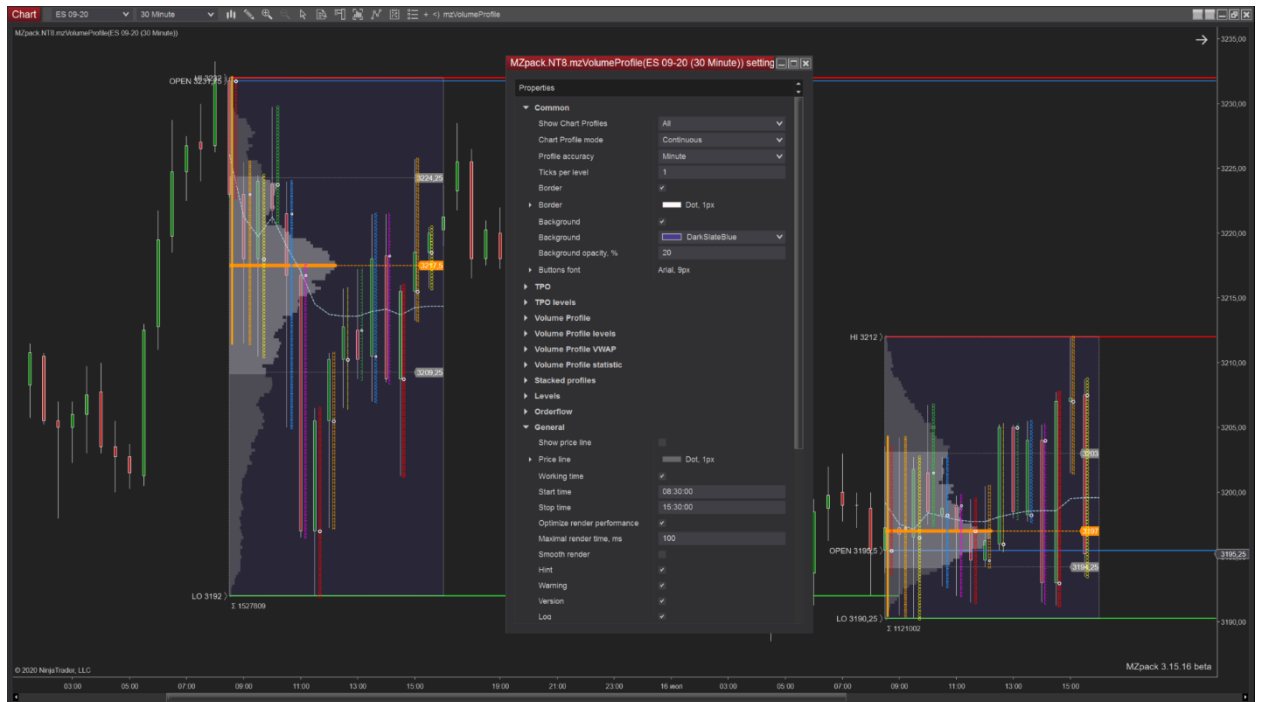 Chart ES 09-20 30 Minute mzVolumeProfile
MZpack.NT8.mzVolumeProfile(ES 09-20 (30 Minute))
MZpack.NT8.mzVolumeProfile(ES 09-20 (30 Minute)) setting
Properties
Common
Show Chart Profiles All
Chart Profile mode Continuous
Profile accuracy Minute
Ticks per level 1
Border
Border Dot, 1px
Background
Background DarkSlateBlue
Background opacity, % 20
Buttons font Arial, 9px
TPO
TPO levels
Volume Profile
Volume Profile levels
Volume Profile VWAP
Volume Profile statistic
Stacked profiles
Levels
Orderflow
General
Show price line
Price line Dot, 1px
Working time
Start time 08:30:00
Stop time 15:30:00
Optimize render performance
Maximal render time, ms 100
Smooth render
Hint
Warning
Version
Log
HI 3232
OPEN 3231,75
3224,25
3217,5
3209,25
LO 3192
Σ 1527809
HI 3212
3203
3197
OPEN 3195,5
3194,25
LO 3190,25
Σ 1121002
3235,00
3230,00
3225,00
3220,00
3215,00
3210,00
3205,00
3200,00
3195,25
3190,00
MZpack 3.15.16 beta
© 2020 NinjaTrader, LLC
03:00 05:00 07:00 09:00 11:00 13:00 15:00 19:00 21:00 23:00 16 июл 03:00 05:00 07:00 09:00 11:00 13:00 15:00